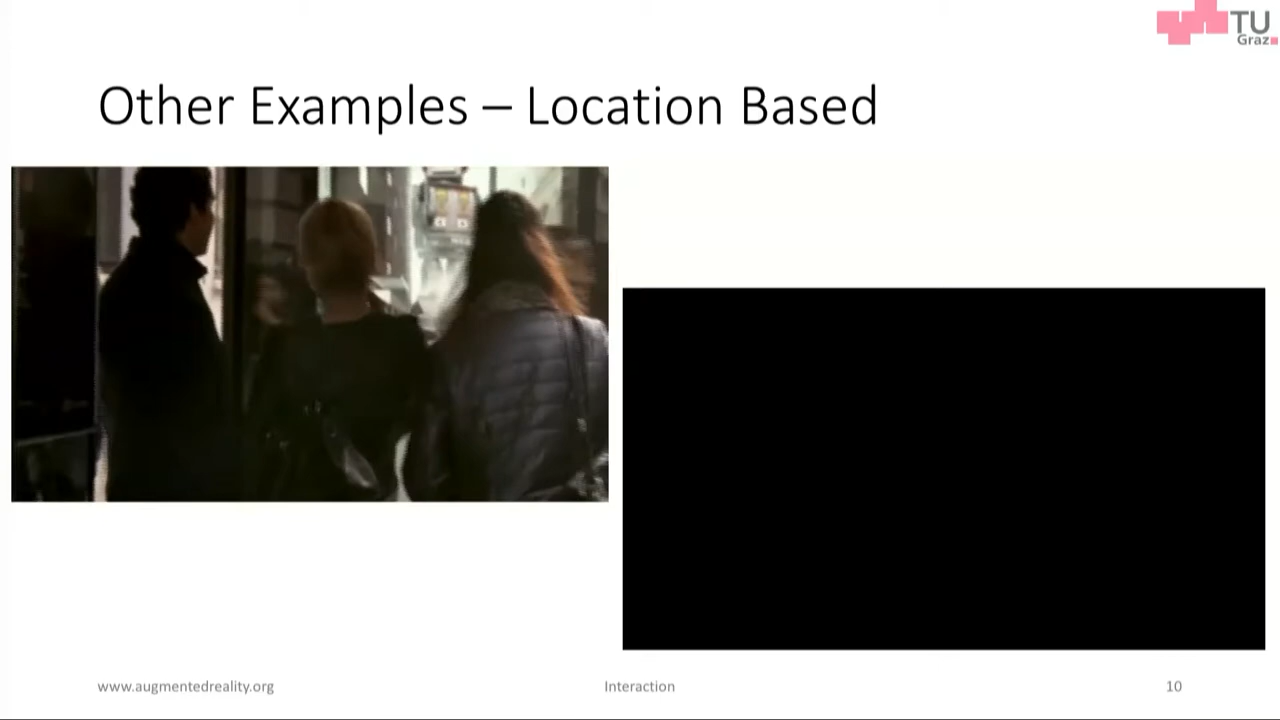 TU
Graz
Other Examples – Location Based
www.augmentedreality.org
Interaction
10